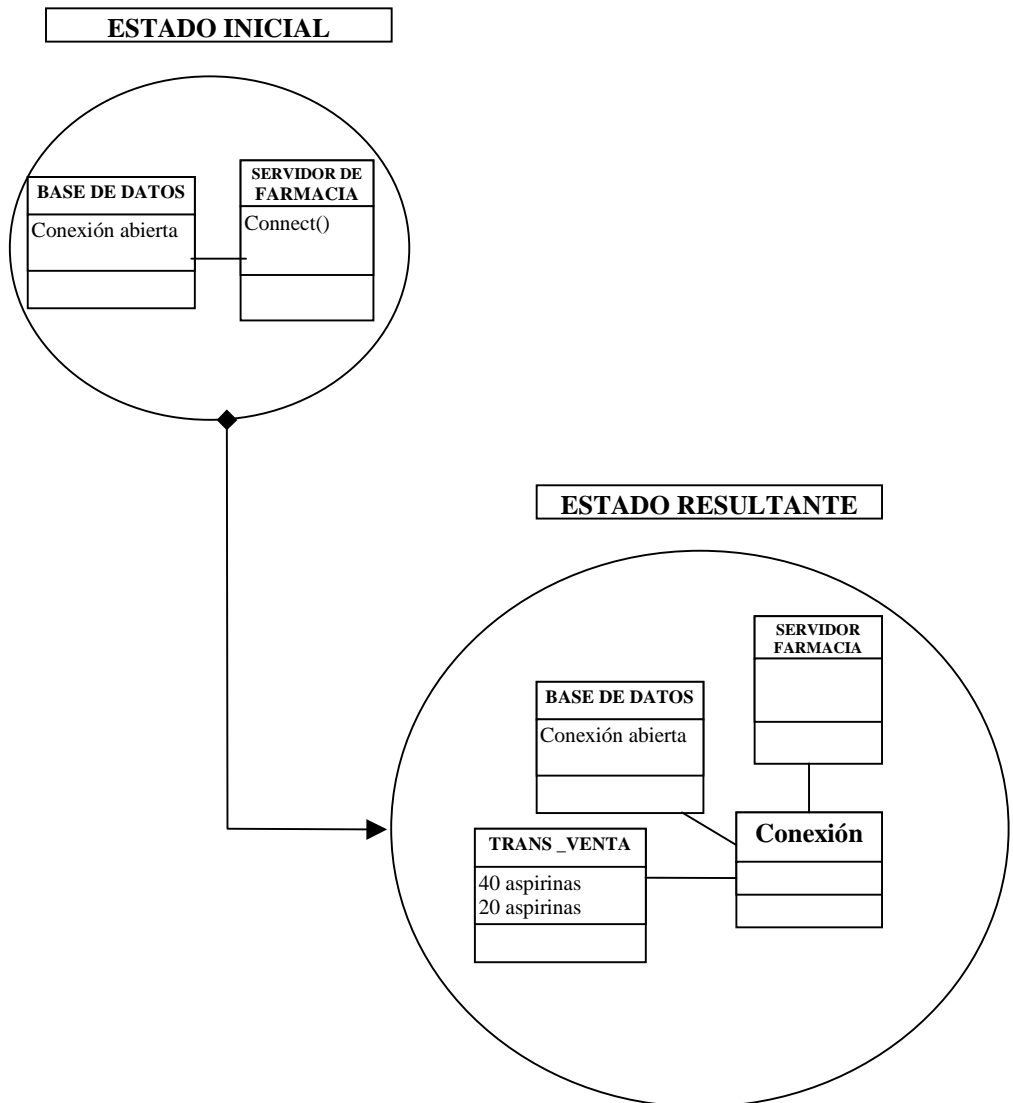 ESTADO INICIAL
BASE DE DATOS
Conexión abierta
SERVIDOR DE
FARMACIA
Connect()
ESTADO RESULTANTE
SERVIDOR
FARMACIA
BASE DE DATOS
Conexión abierta
Conexión
TRANS _VENTA
40 aspirinas
20 aspirinas